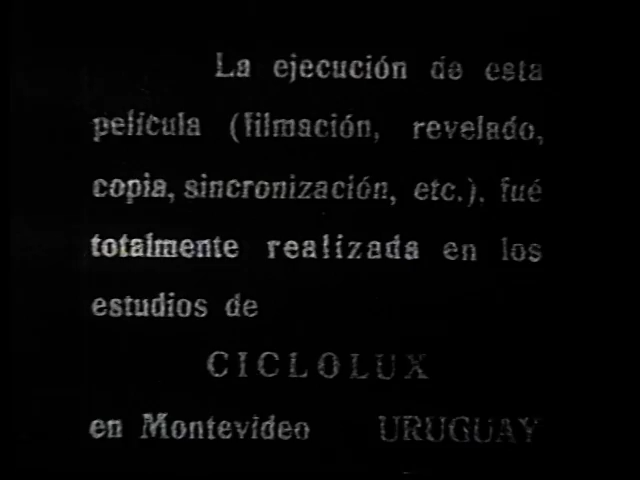 La ejecución de esta
película (filmación, revelado,
copia, sincronización, etc.), fué
totalmente realizada en los
estudios de
CICLOLUX
en Montevideo URUGUAY